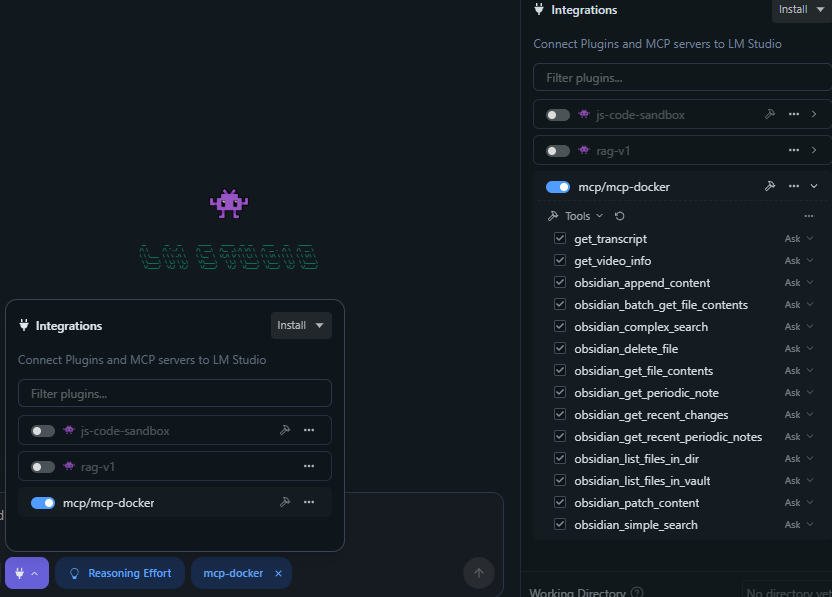 LM STUDIO
Integrations
Install
Connect Plugins and MCP servers to LM Studio
Filter plugins...
js-code-sandbox
rag-v1
mcp/mcp-docker
Reasoning Effort
mcp-docker ×
Integrations
Install
Connect Plugins and MCP servers to LM Studio
Filter plugins...
js-code-sandbox
rag-v1
mcp/mcp-docker
Tools
get_transcript Ask
get_video_info Ask
obsidian_append_content Ask
obsidian_batch_get_file_contents Ask
obsidian_complex_search Ask
obsidian_delete_file Ask
obsidian_get_file_contents Ask
obsidian_get_periodic_note Ask
obsidian_get_recent_changes Ask
obsidian_get_recent_periodic_notes Ask
obsidian_list_files_in_dir Ask
obsidian_list_files_in_vault Ask
obsidian_patch_content Ask
obsidian_simple_search Ask
Working Directory
No directory yet